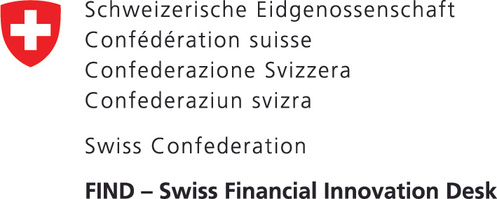 Schweizerische Eidgenossenschaft
Confédération suisse
Confederazione Svizzera
Confederaziun svizra
Swiss Confederation
FIND – Swiss Financial Innovation Desk